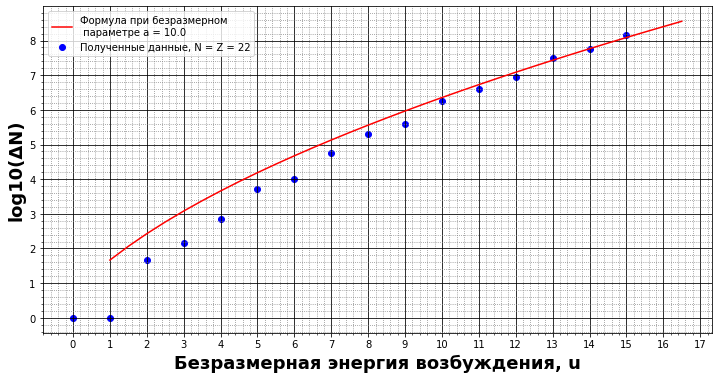 Формула при безразмерном
параметре a = 10.0
Полученные данные, N = Z = 22
log10(ΔN)
8
7
6
5
4
3
2
1
0
0 1 2 3 4 5 6 7 8 9 10 11 12 13 14 15 16 17
Безразмерная энергия возбуждения, u